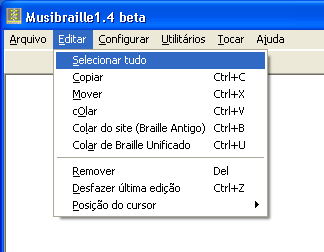 Musibraille1.4 beta
Arquivo Editar Configurar Utilitários Tocar Ajuda
Selecionar tudo
Copiar Ctrl+C
Mover Ctrl+X
cOlar Ctrl+V
Colar do site (Braille Antigo) Ctrl+B
Colar de Braille Unificado Ctrl+U
Remover Del
Desfazer última edição Ctrl+Z
Posição do cursor